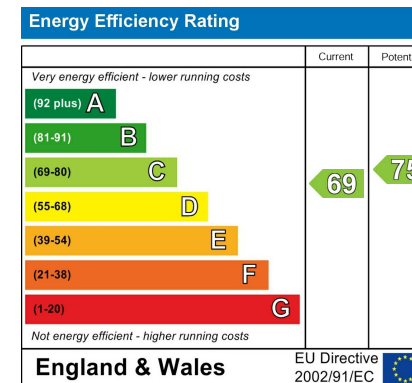 Energy Efficiency Rating
Current Potent
Very energy efficient - lower running costs
(92 plus) A
(81-91) B
(69-80) C
69 75
(55-68) D
(39-54) E
(21-38) F
(1-20) G
Not energy efficient - higher running costs
England & Wales
EU Directive
2002/91/EC